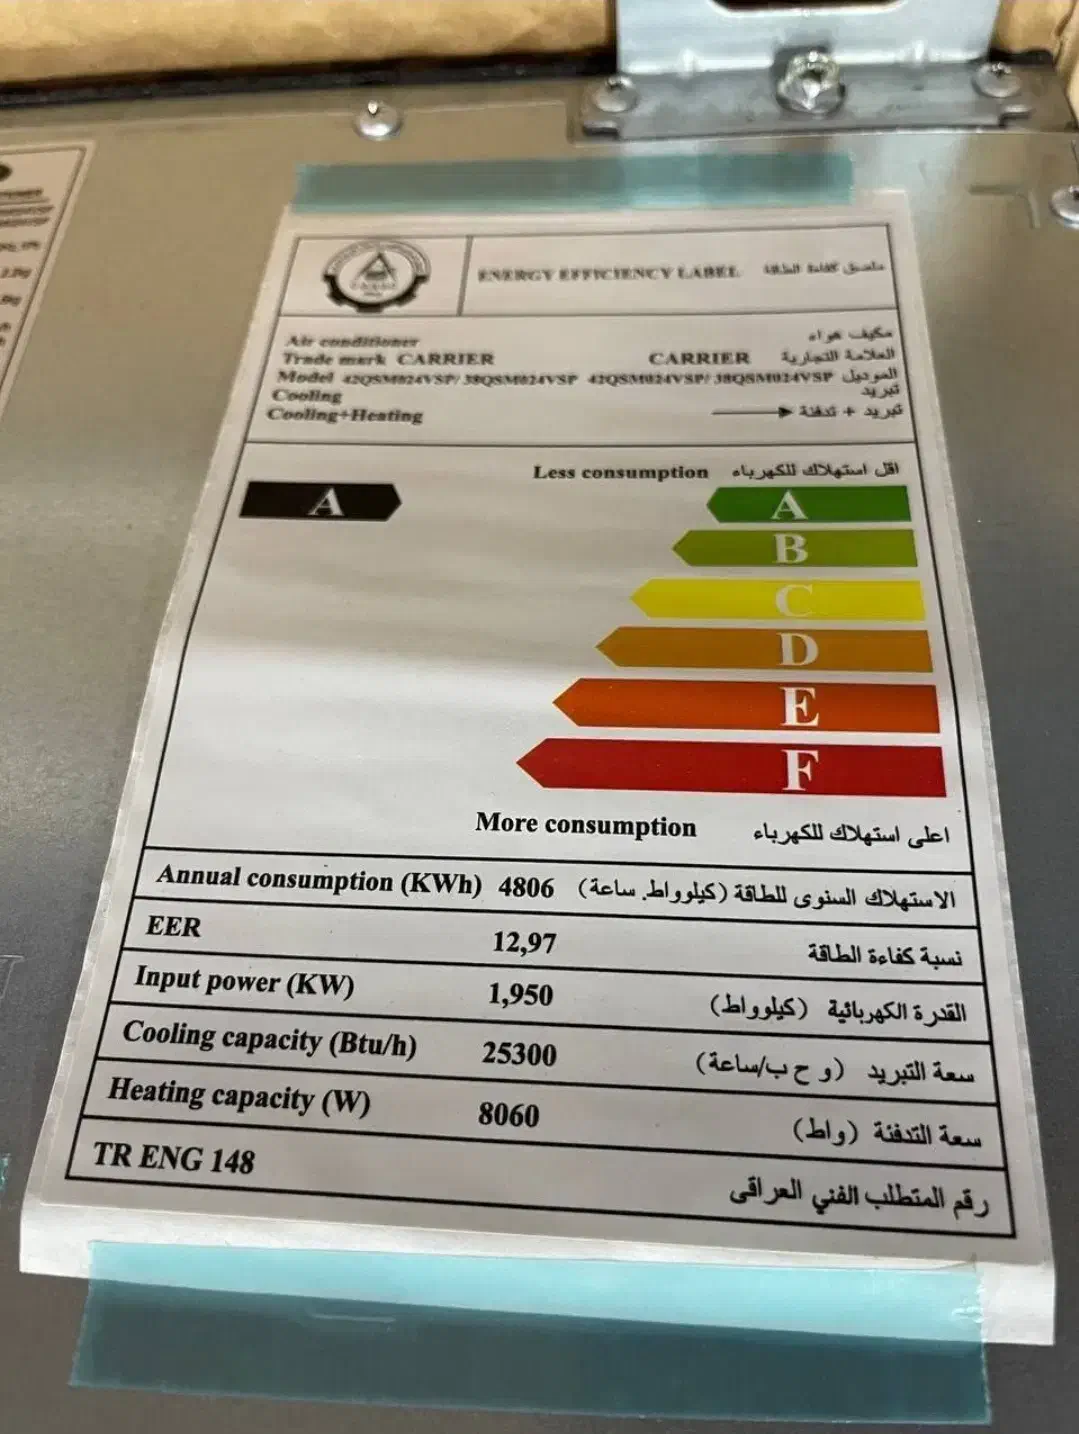 ENERGY EFFICIENCY LABEL ملصق كفاءة الطاقة
Air conditioner مكيف هواء
Trade mark CARRIER CARRIER العلامة التجارية
Model 42QSM024VSP/ 38QSM024VSP 42QSM024VSP/ 38QSM024VSP الموديل
Cooling تبريد
Cooling+Heating تبريد + تدفئة
Less consumption اقل استهلاك للكهرباء
A A
B
C
D
E
F
More consumption اعلى استهلاك للكهرباء
Annual consumption (KWh) 4806 الاستهلاك السنوى للطاقة (كيلوواط. ساعة)
EER 12,97 نسبة كفاءة الطاقة
Input power (KW) 1,950 القدرة الكهربائية (كيلوواط)
Cooling capacity (Btu/h) 25300 سعة التبريد (و ح ب/ساعة)
Heating capacity (W) 8060 سعة التدفئة (واط)
TR ENG 148 رقم المتطلب الفني العراقى